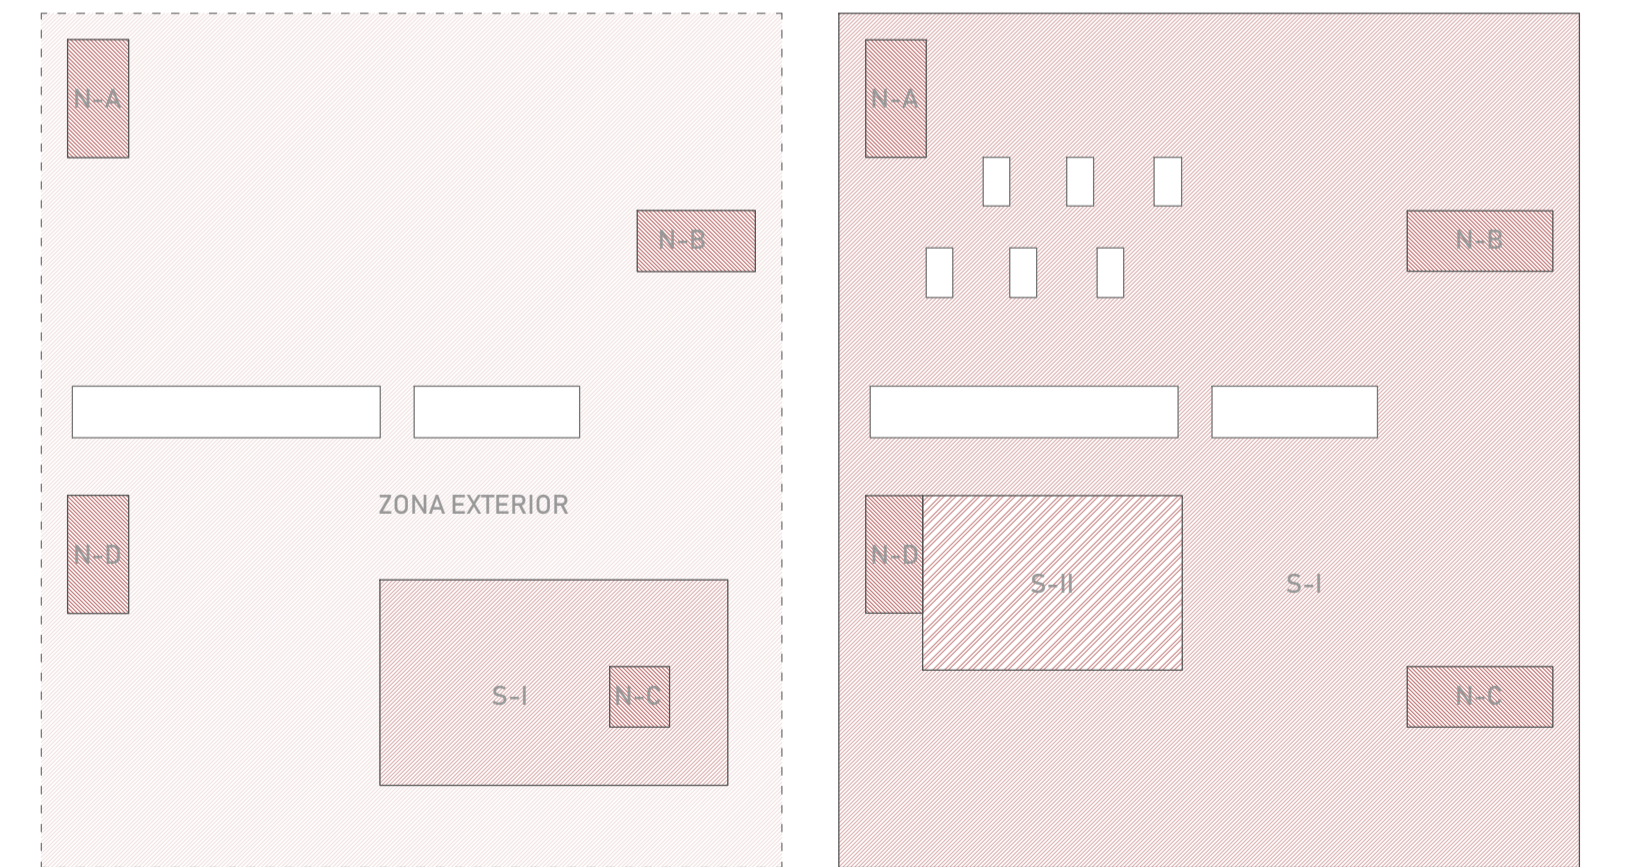 N-A
N-B
ZONA EXTERIOR
N-D
S-I
N-C
N-A
N-B
N-D
S-II
S-I
N-C